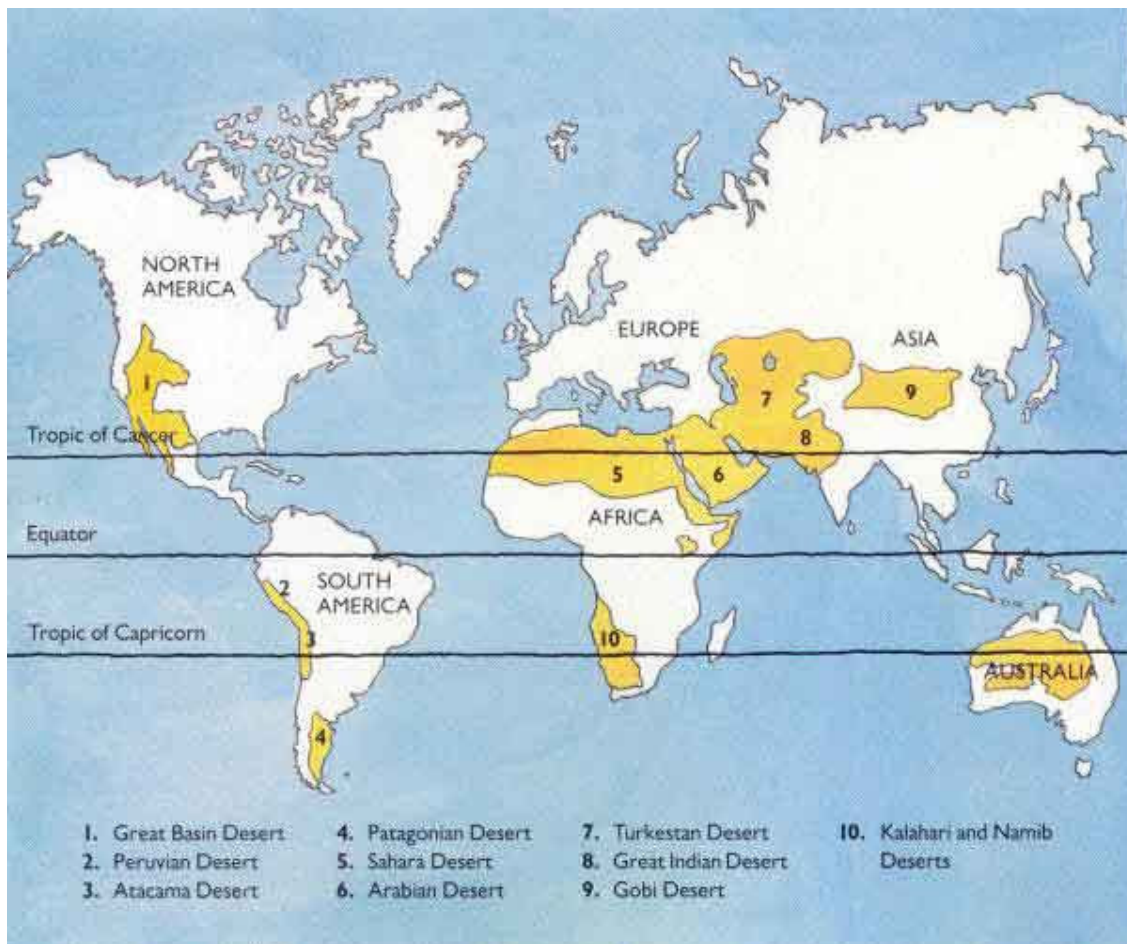 NORTH
AMERICA
EUROPE
ASIA
1
7
9
Tropic of Cancer
8
5
6
AFRICA
Equator
2
SOUTH
AMERICA
Tropic of Capricorn
3
10
AUSTRALIA
4
1. Great Basin Desert
2. Peruvian Desert
3. Atacama Desert
4. Patagonian Desert
5. Sahara Desert
6. Arabian Desert
7. Turkestan Desert
8. Great Indian Desert
9. Gobi Desert
10. Kalahari and Namib
Deserts